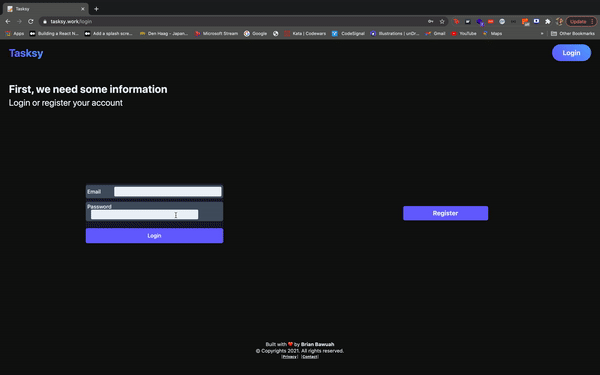 Tasksy
tasksy.work/login
Update
Apps
Building a React N...
Add a splash scre...
Den Haag - Japan...
Microsoft Stream
Google
Kata | Codewars
CodeSignal
Illustrations | unDr...
Gmail
YouTube
Maps
»
Other Bookmarks
Tasksy
Login
First, we need some information
Login or register your account
Email
Password
Login
Register
Built with ❤️ by Brian Bawuah
© Copyrights 2021. All rights reserved.
[Privacy] [Contact]